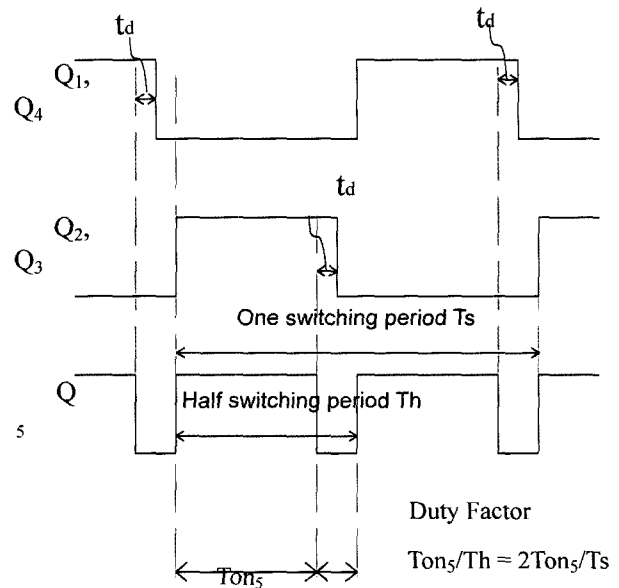 td
td
Q1,
Q4
td
Q2,
Q3
One switching period Ts
Q
Half switching period Th
5
Duty Factor
Ton5
Ton5/Th = 2Ton5/Ts